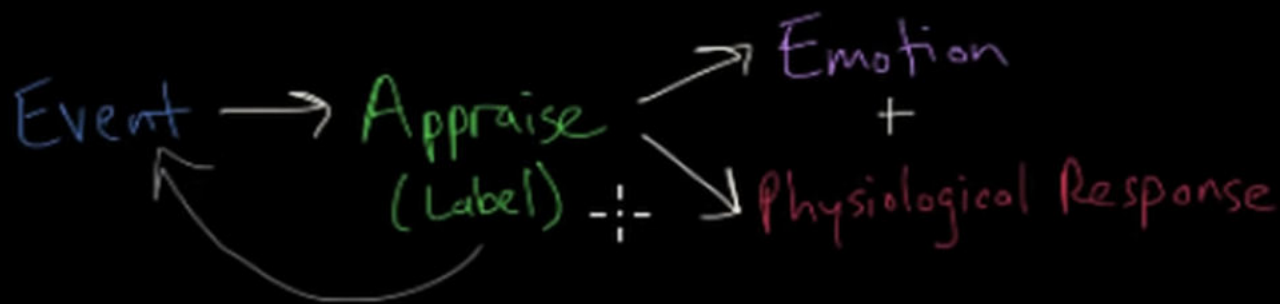 Event
Appraise
(Label)
Emotion
+
Physiological Response